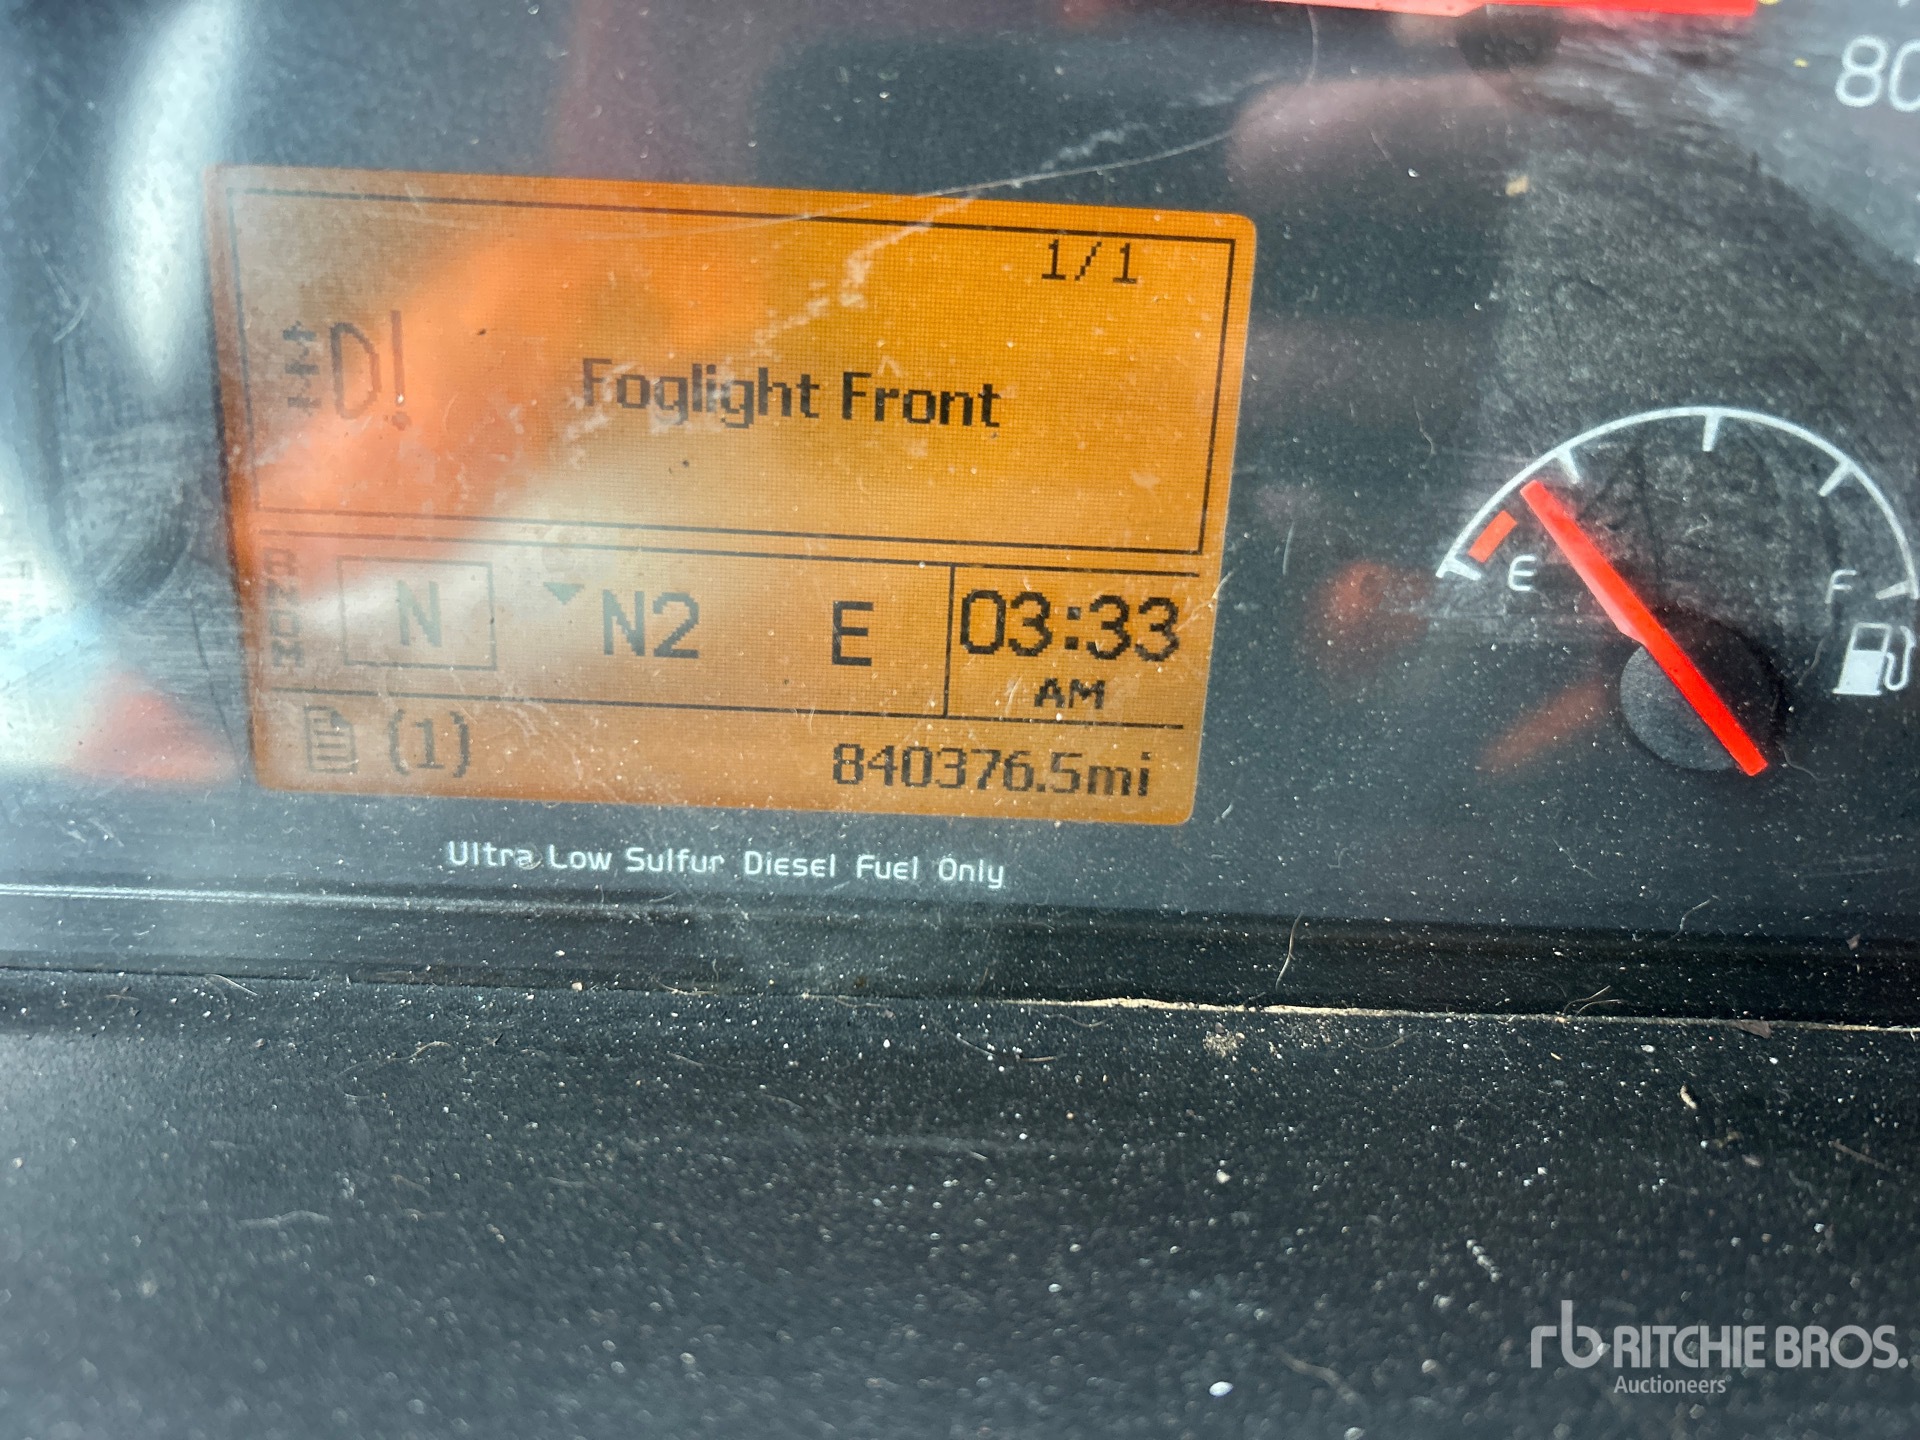 80
1/1
Foglight Front
E
F
N
N2
E
03:33
AM
(1)
840376.5mi
Ultra Low Sulfur Diesel Fuel Only
rb RITCHIE BROS.
Auctioneers